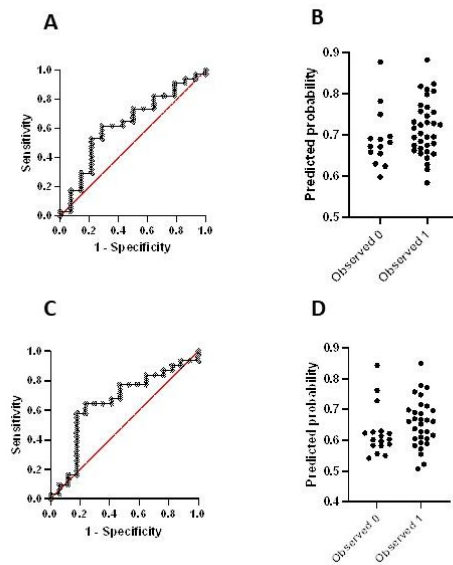 A
Sensitivity
1.0
0.8
0.6
0.4
0.2
0.0
0.0 0.2 0.4 0.6 0.8 1.0
1 - Specificity
B
Predicted probability
0.9
0.8
0.7
0.6
0.5
Observed 0
Observed 1
C
Sensitivity
1.0
0.8
0.6
0.4
0.2
0.0
0.0 0.2 0.4 0.6 0.8 1.0
1 - Specificity
D
Predicted probability
0.9
0.8
0.7
0.6
0.5
0.4
Observed 0
Observed 1